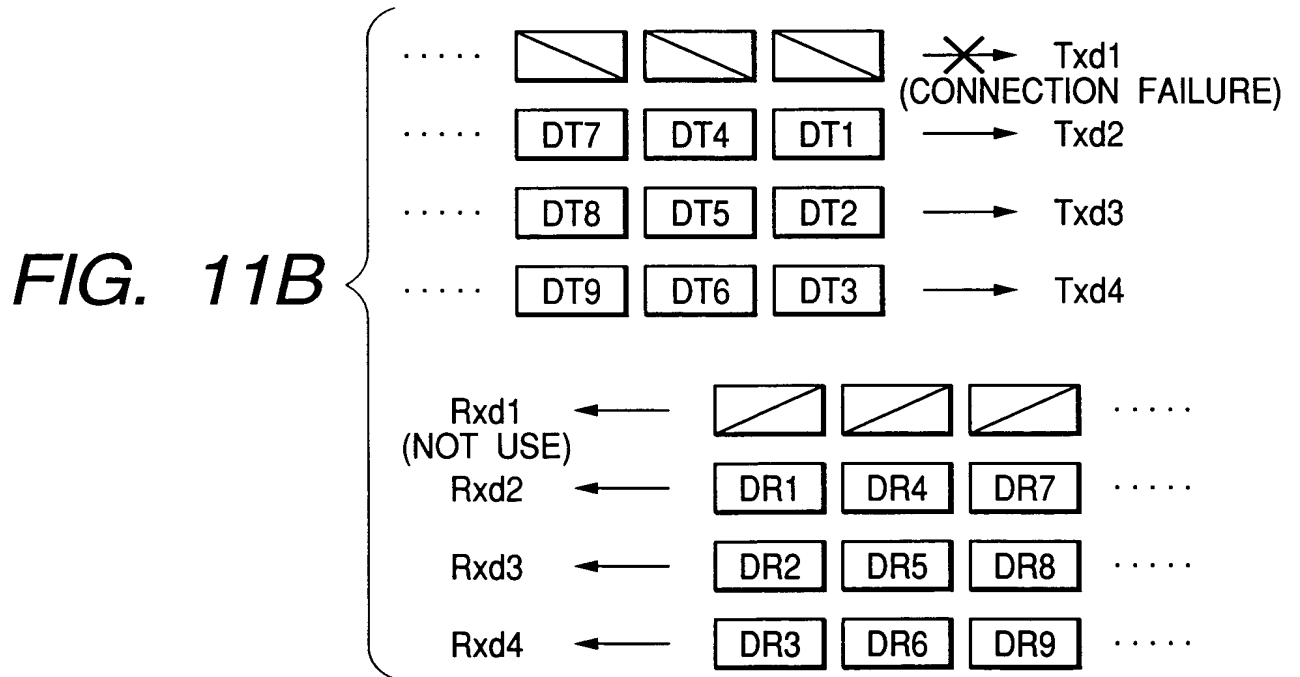 FIG. 11B
..... Txd1
(CONNECTION FAILURE)
..... DT7 DT4 DT1 Txd2
..... DT8 DT5 DT2 Txd3
..... DT9 DT6 DT3 Txd4
Rxd1 .....
(NOT USE)
Rxd2 DR1 DR4 DR7 .....
Rxd3 DR2 DR5 DR8 .....
Rxd4 DR3 DR6 DR9 .....